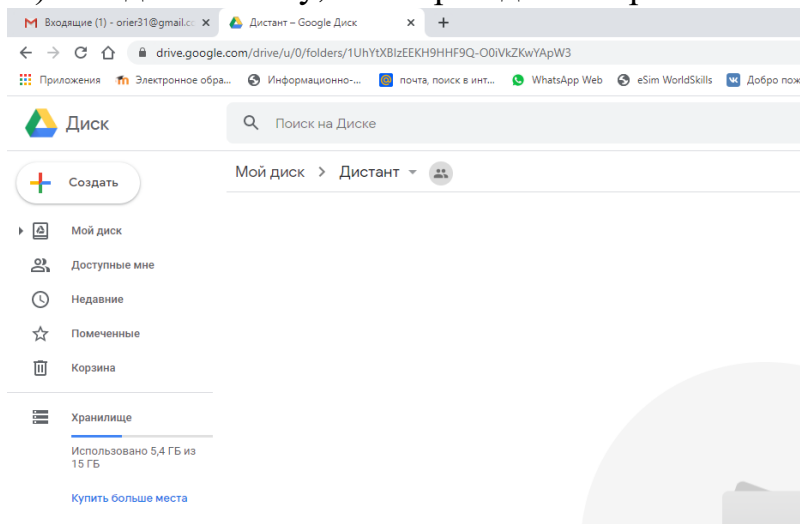 Входящие (1) - orier31@gmail.cc
Дистант – Google Диск
drive.google.com/drive/u/0/folders/1UhYtXBIzEEKH9HHF9Q-O0iVkZKwYApW3
Приложения Электронное обра... Информационно-... почта, поиск в инт... WhatsApp Web eSim WorldSkills Добро пож
Диск
Поиск на Диске
Создать
Мой диск > Дистант
Мой диск
Доступные мне
Недавние
Помеченные
Корзина
Хранилище
Использовано 5,4 ГБ из
15 ГБ
Купить больше места